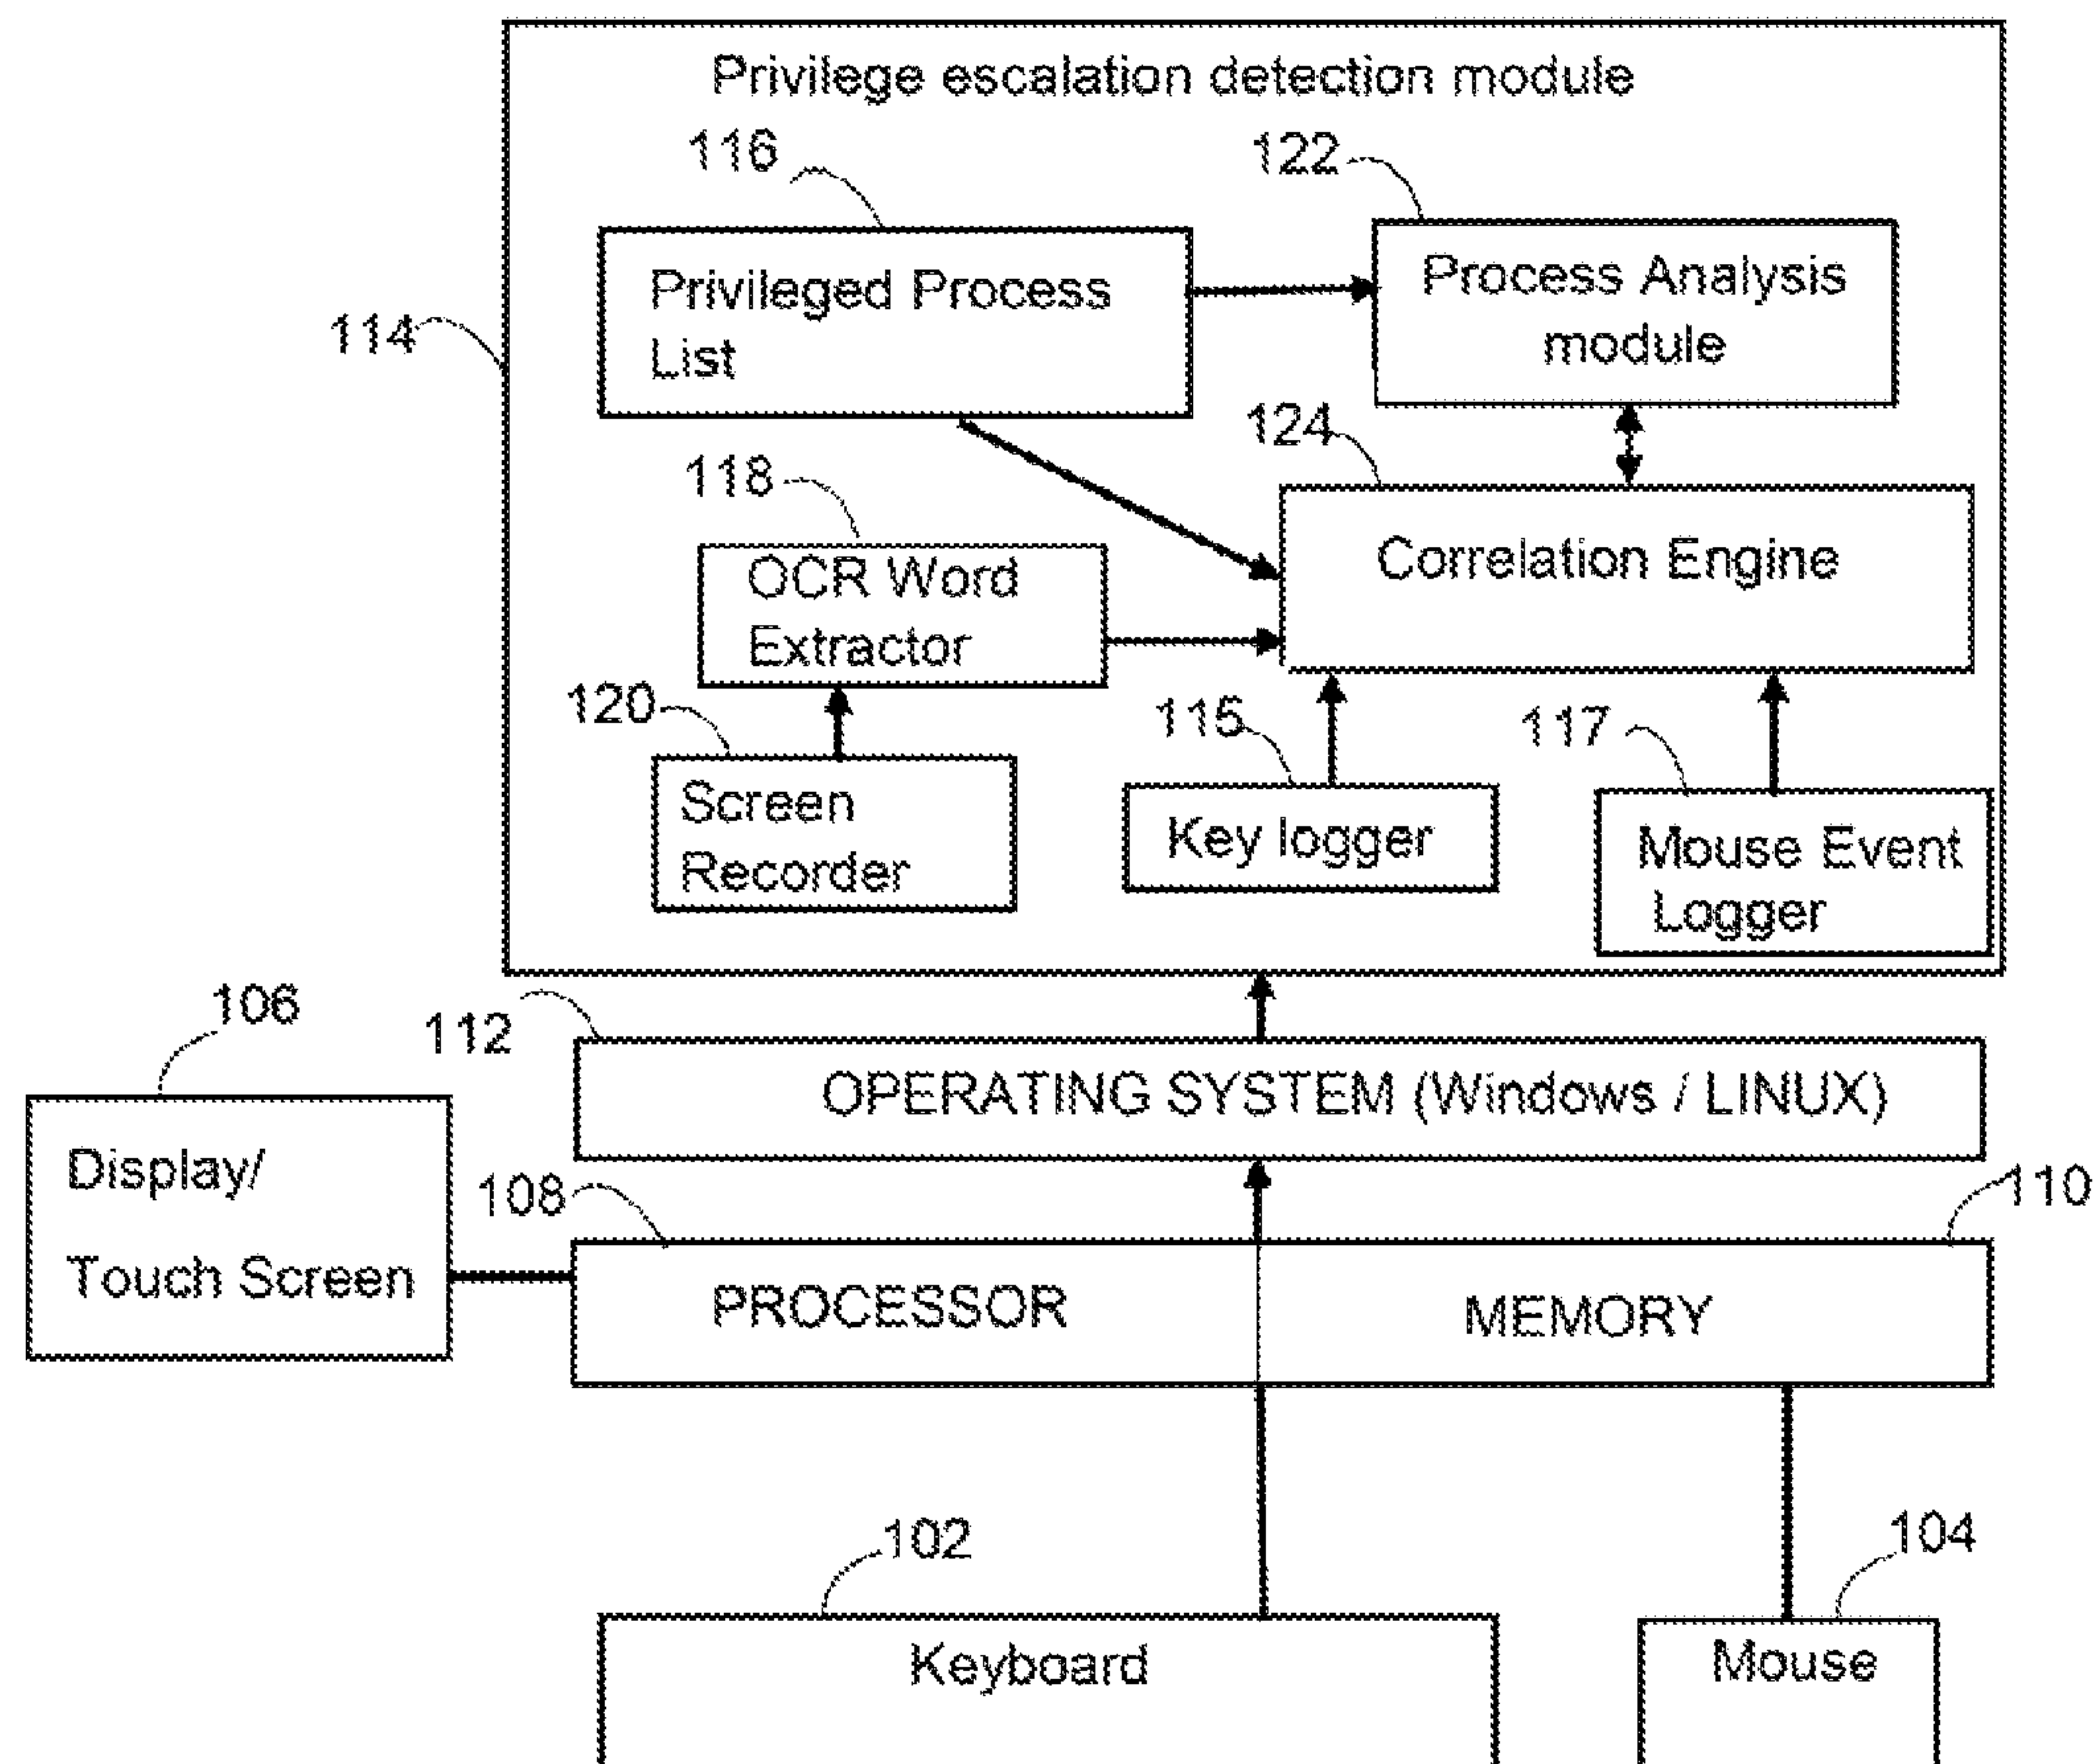 Privilege escalation detection module
116
122
Privileged Process
List
Process Analysis
module
114
124
118
OCR Word
Extractor
Correlation Engine
120
115
117
Screen
Recorder
Key logger
Mouse Event
Logger
106
112
OPERATING SYSTEM (Windows / LINUX)
Display/
Touch Screen
108
110
PROCESSOR
MEMORY
102
104
Keyboard
Mouse